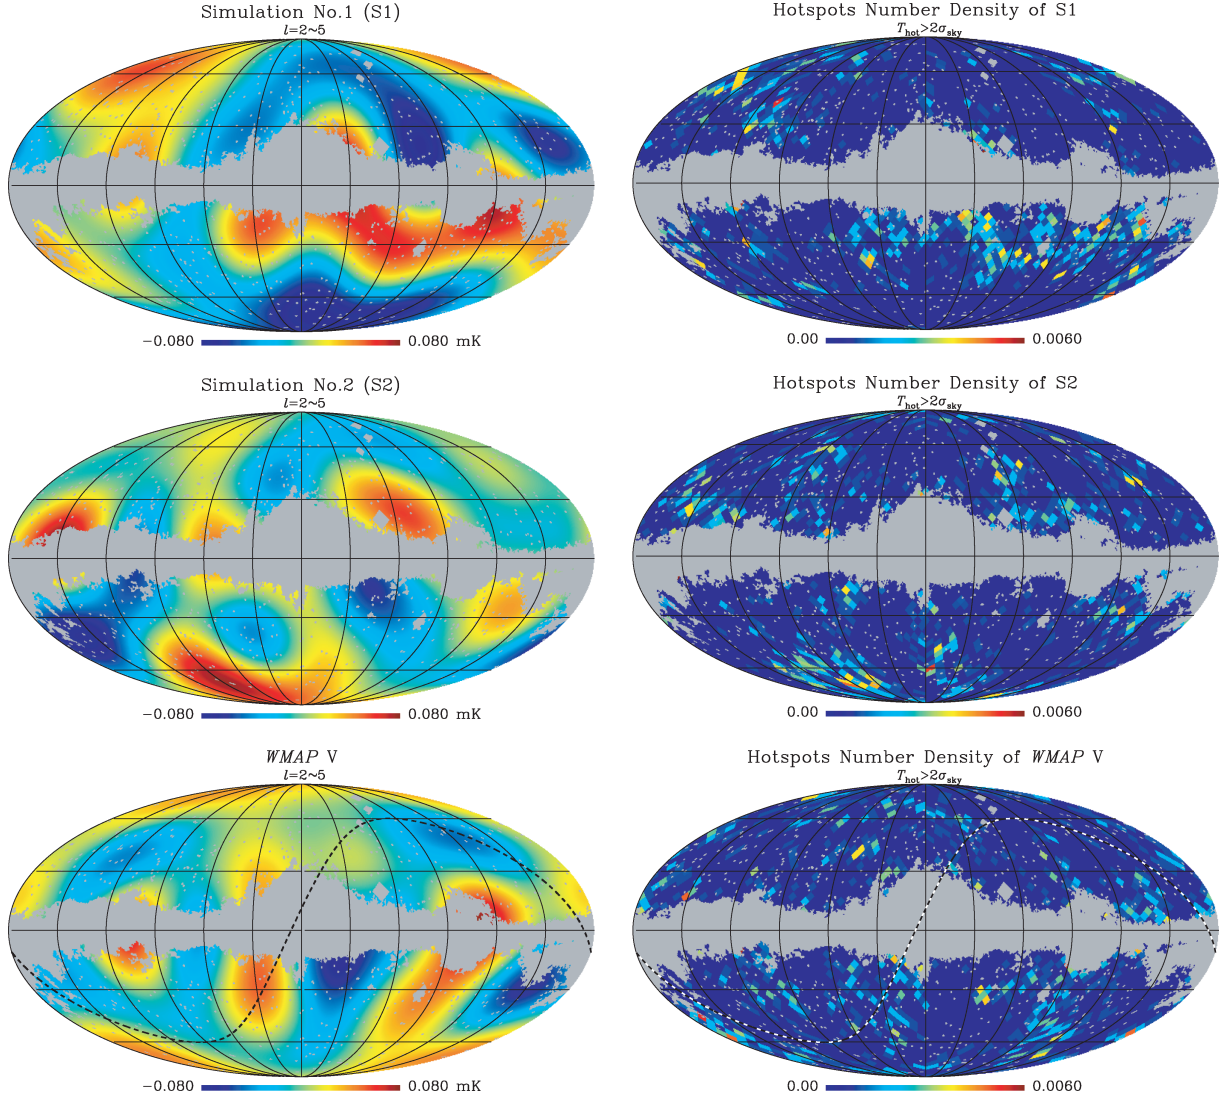 Simulation No.1 (S1)
l=2~5
−0.080 0.080 mK
Hotspots Number Density of S1
T_hot>2σ_sky
0.00 0.0060
Simulation No.2 (S2)
l=2~5
−0.080 0.080 mK
Hotspots Number Density of S2
T_hot>2σ_sky
0.00 0.0060
WMAP V
l=2~5
−0.080 0.080 mK
Hotspots Number Density of WMAP V
T_hot>2σ_sky
0.00 0.0060